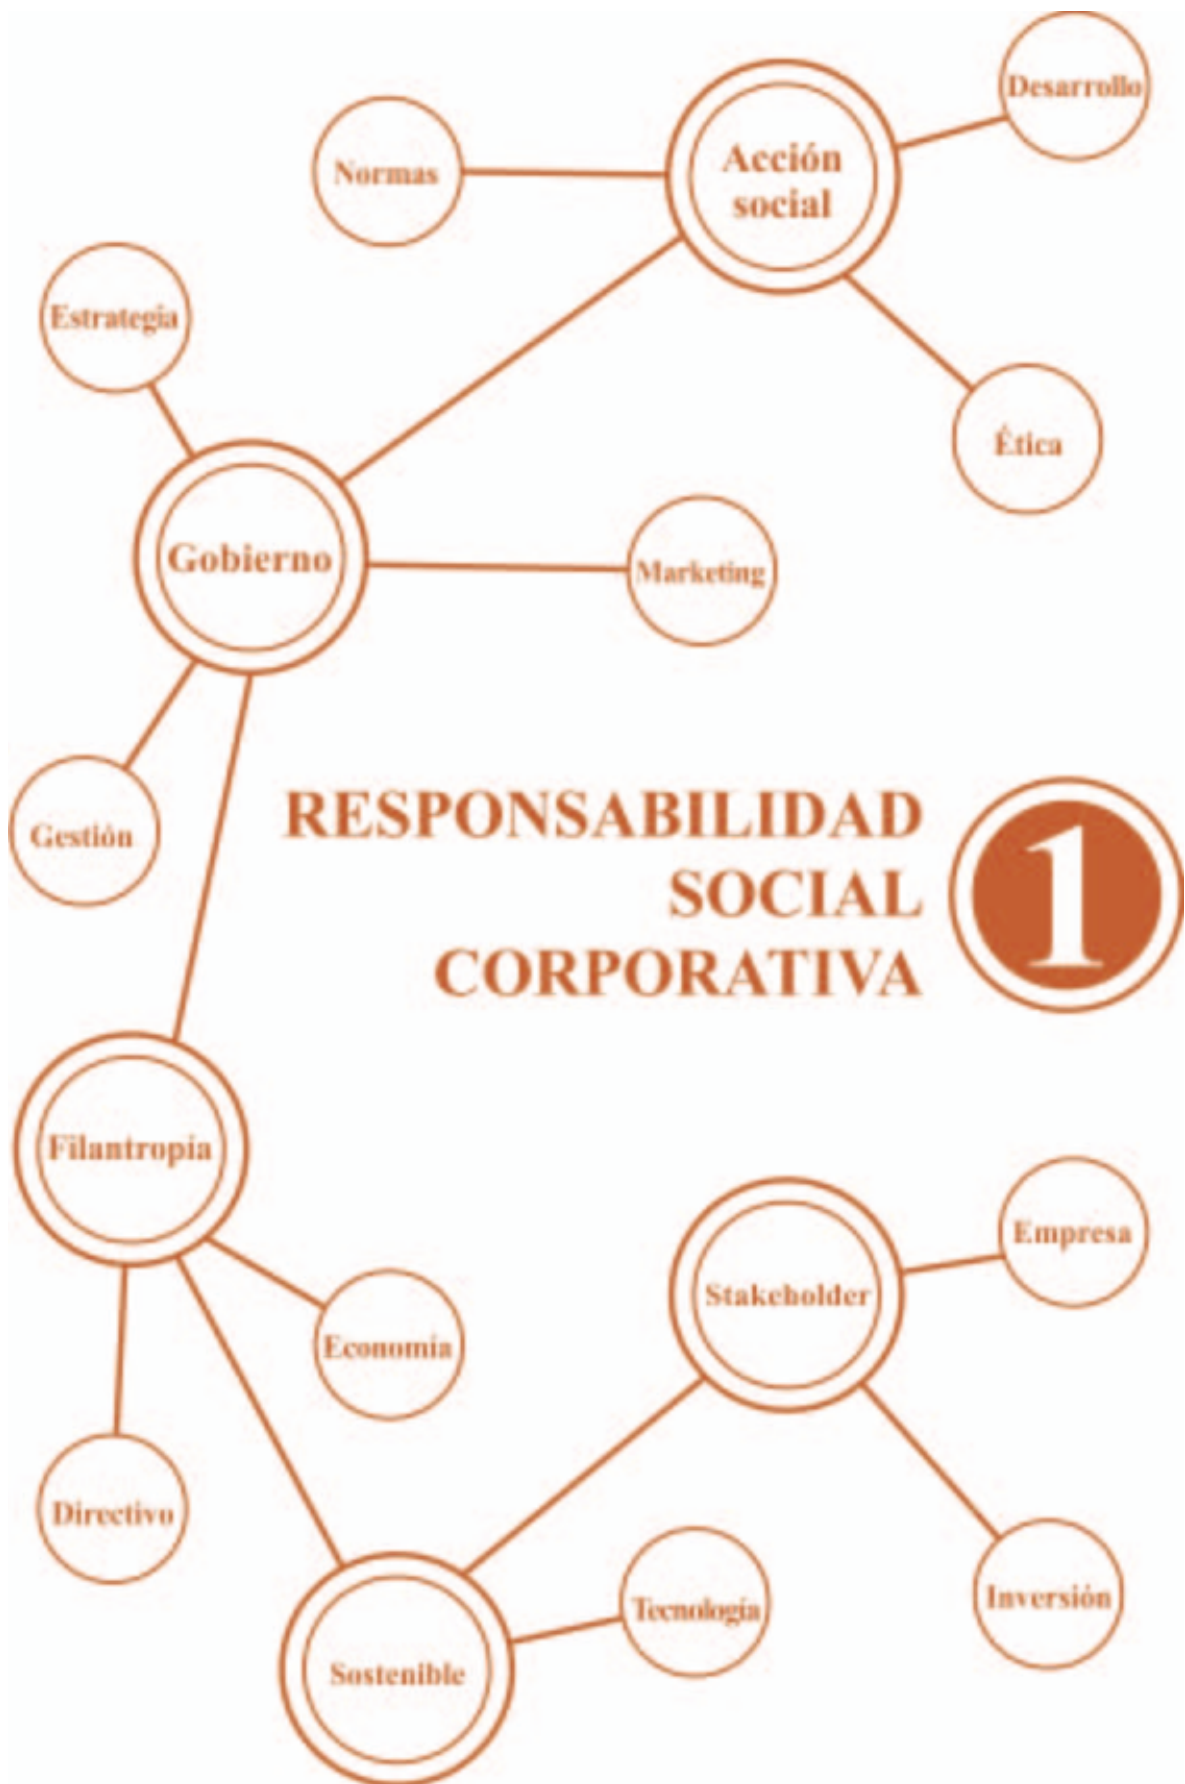 Desarrollo
Acción
social
Normas
Estrategia
Ética
Gobierno
Marketing
RESPONSABILIDAD
SOCIAL
CORPORATIVA
1
Gestión
Filantropía
Empresa
Stakeholder
Economía
Directivo
Inversión
Tecnología
Sostenible